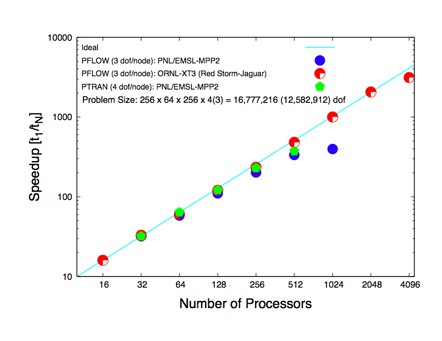 10000
Ideal
PFLOW (3 dof/node): PNL/EMSL-MPP2
PFLOW (3 dof/node): ORNL-XT3 (Red Storm-Jaguar)
PTRAN (4 dof/node): PNL/EMSL-MPP2
Problem Size: 256 x 64 x 256 x 4(3) = 16,777,216 (12,582,912) dof
1000
Speedup [t1/tN]
100
10
16 32 64 128 256 512 1024 2048 4096
Number of Processors